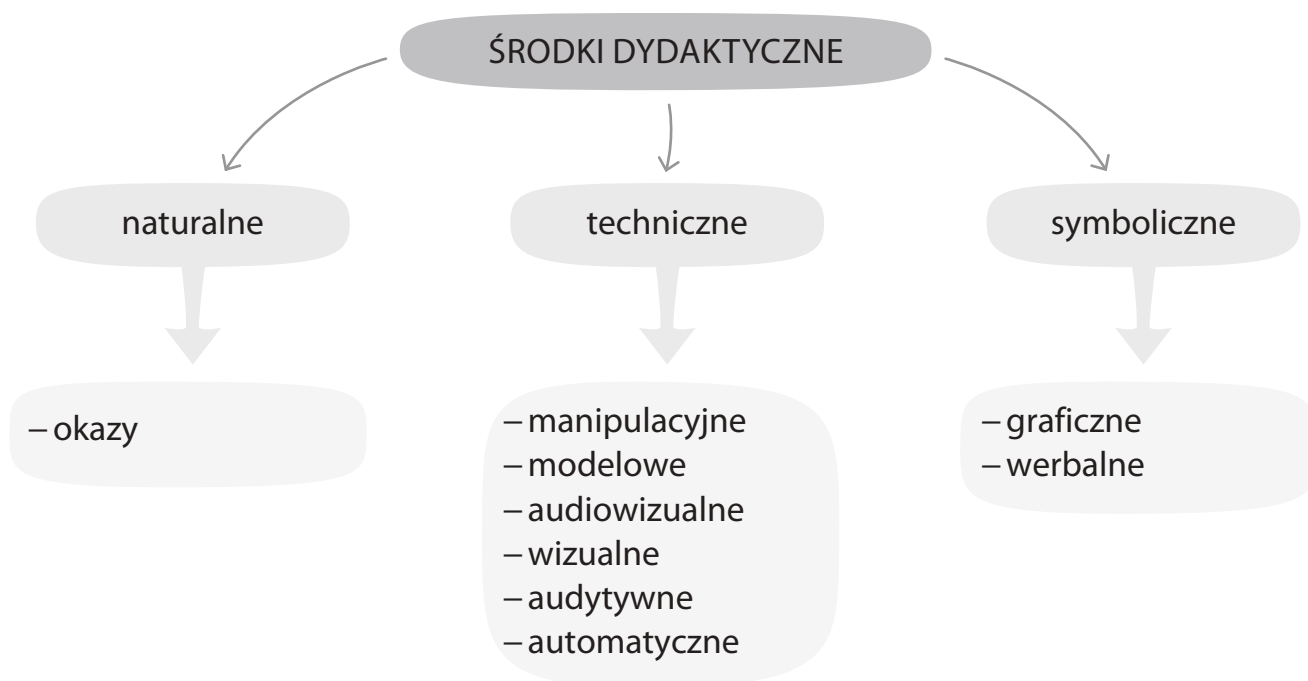 ŚRODKI DYDAKTYCZNE
naturalne
techniczne
symboliczne
– okazy
– manipulacyjne
– modelowe
– audiowizualne
– wizualne
– audytywne
– automatyczne
– graficzne
– werbalne